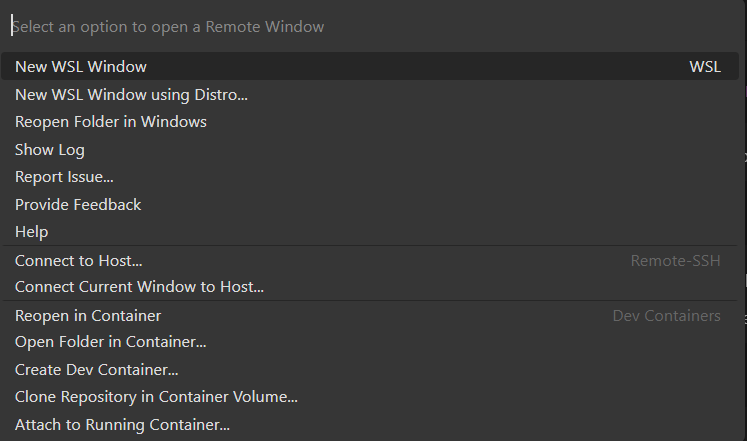 Select an option to open a Remote Window
New WSL Window WSL
New WSL Window using Distro...
Reopen Folder in Windows
Show Log
Report Issue...
Provide Feedback
Help
Connect to Host... Remote-SSH
Connect Current Window to Host...
Reopen in Container Dev Containers
Open Folder in Container...
Create Dev Container...
Clone Repository in Container Volume...
Attach to Running Container...